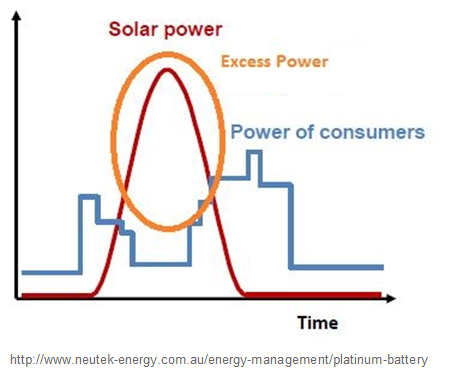 Solar power
Excess Power
Power of consumers
Time
http://www.neutek-energy.com.au/energy-management/platinum-battery